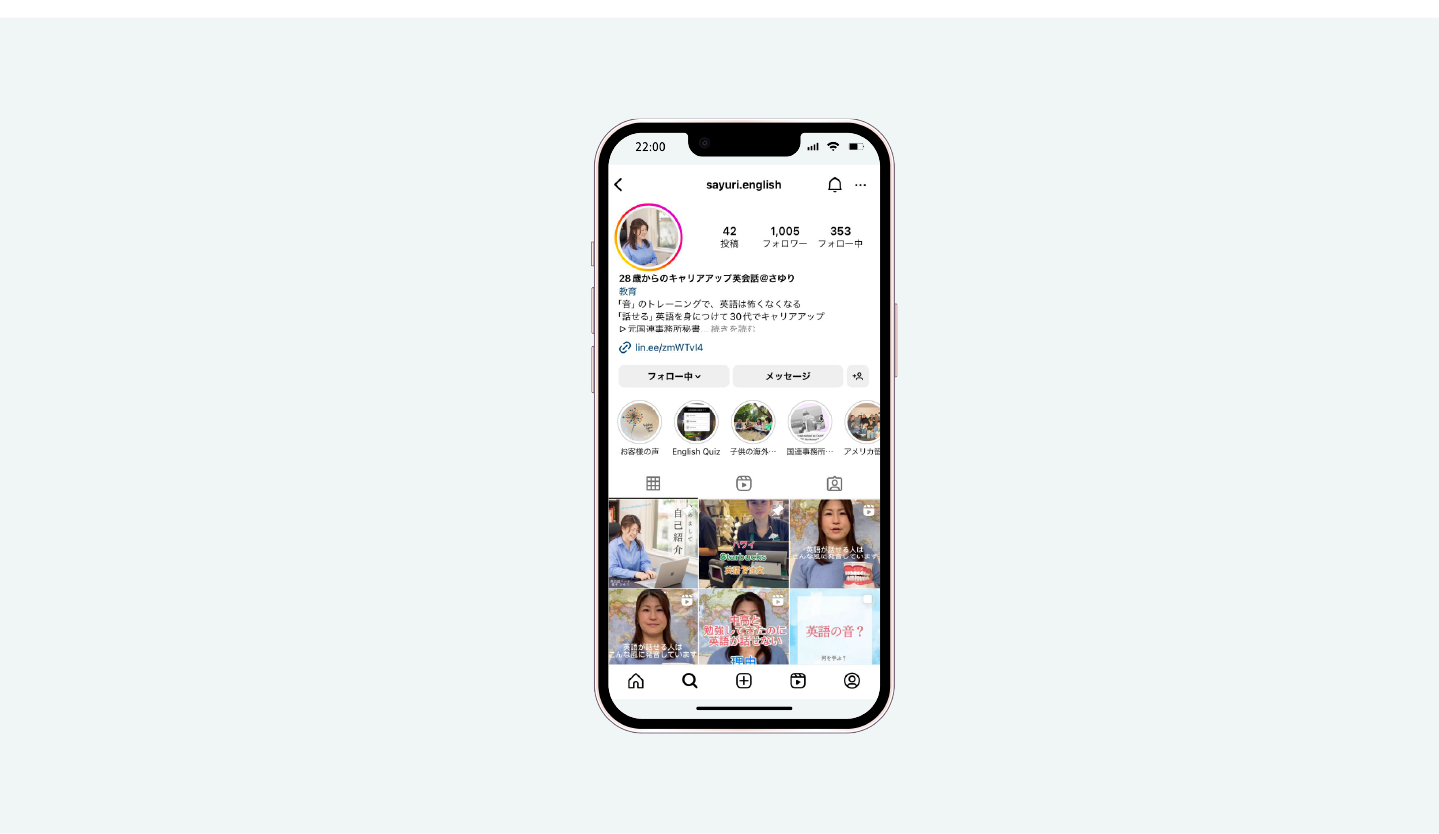 22:00
sayuri.english
42
投稿
1,005
フォロワー
353
フォロー中
28歳からのキャリアアップ英会話@さゆり
教育
「音」のトレーニングで、英語は怖くなくなる
「話せる」英語を身につけて30代でキャリアアップ
▷元国連事務所秘書... 続きを読む
lin.ee/zmWTvl4
フォロー中
メッセージ
お客様の声
English Quiz
子供の海外…
国連事務所…
アメリカ
自己紹介
ハワイ
Starbucks
英語が話せる人は
こんな風に発言しています
英語が話せる人は
こんな風に発言しています
中高と
勉強してきたのに
英語が話せない
理由
英語の音？
何を学ぶ？